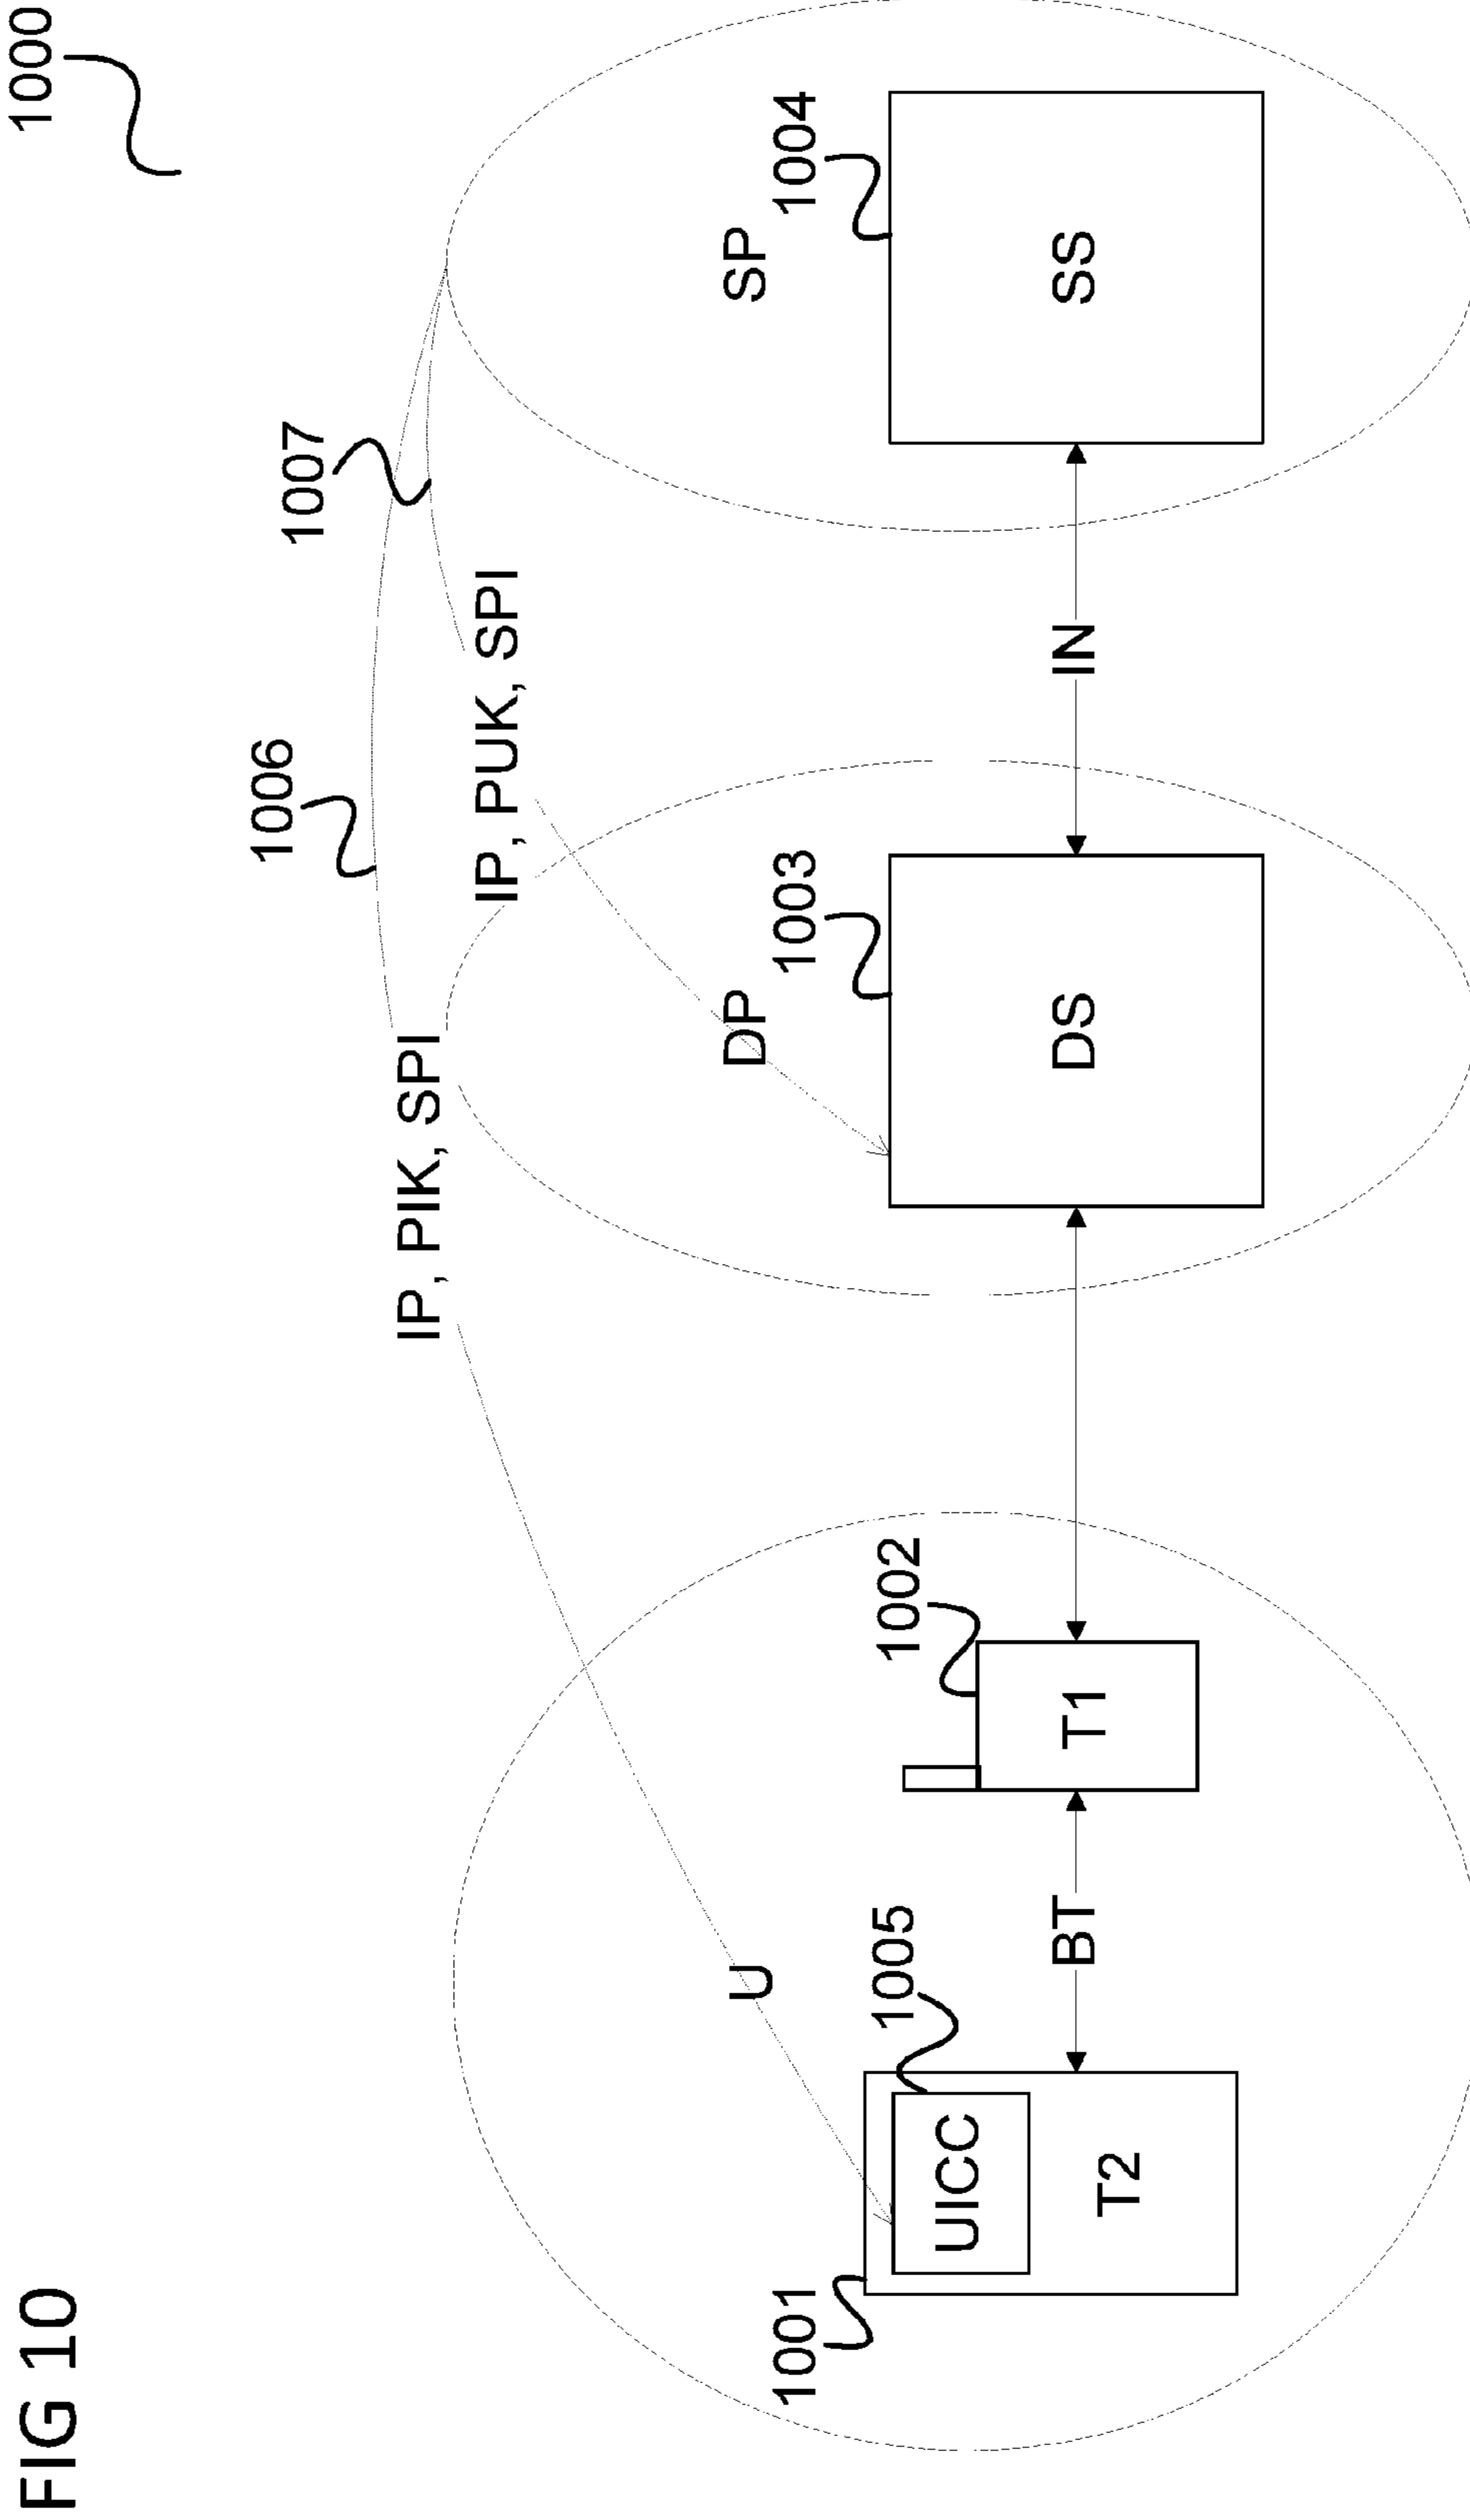 FIG 10
1000
1006
1007
IP, PIK, SPI
IP, PUK, SPI
U
DP
SP
1001
1005
1002
1003
1004
UICC
T2
BT
T1
DS
IN
SS